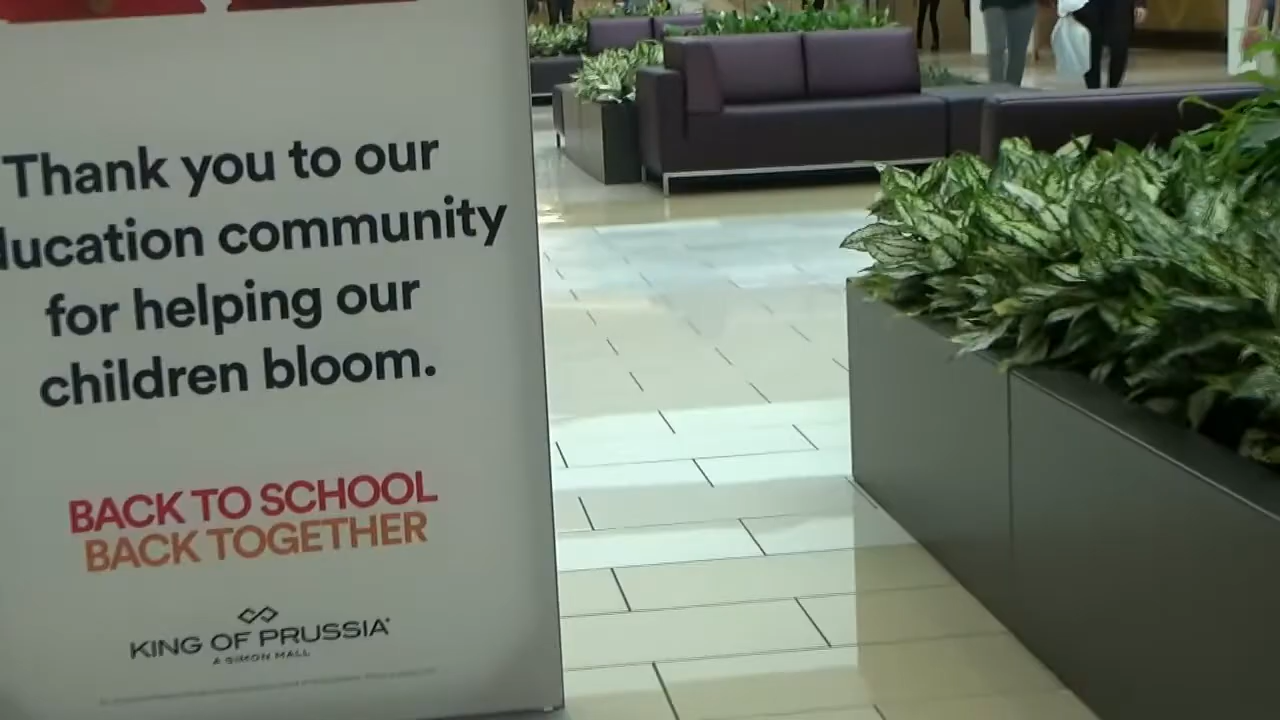 Thank you to our
ducation community
for helping our
children bloom.
BACK TO SCHOOL
BACK TOGETHER
KING OF PRUSSIA
A SIMON MALL